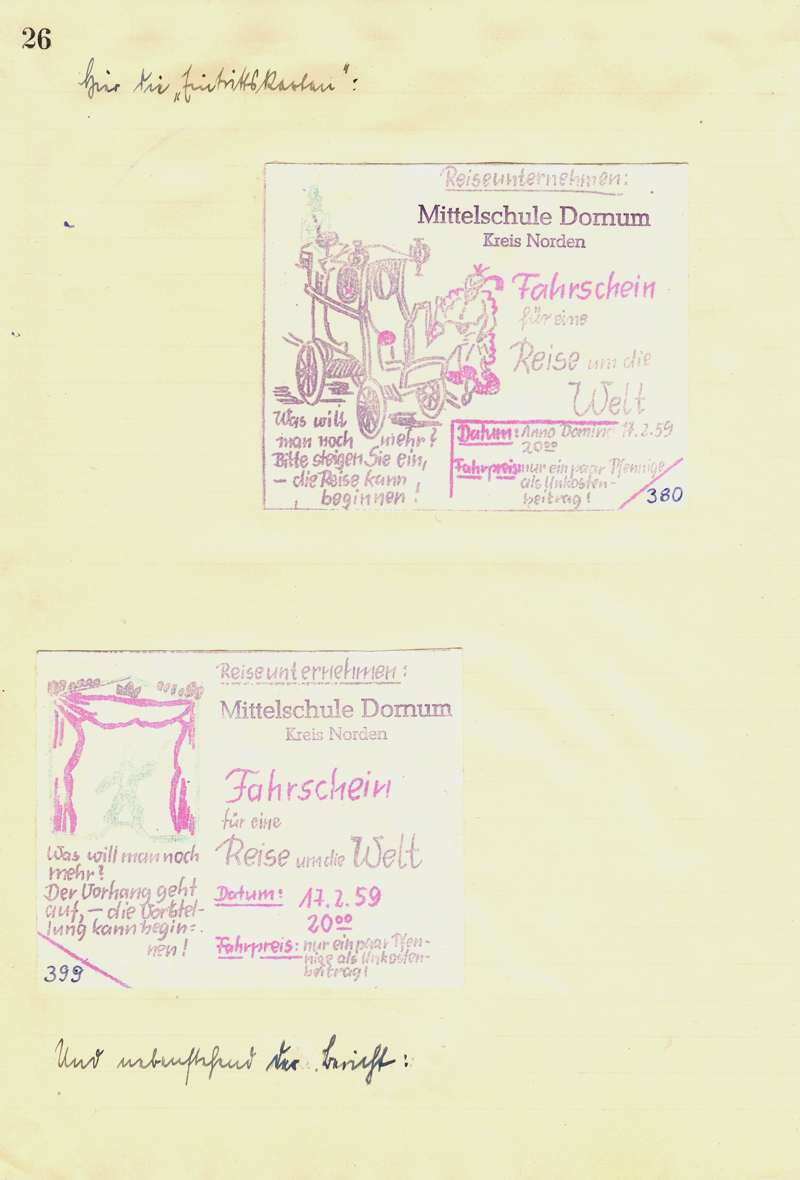 26
Hier die „Eintrittskarten":
Reiseunternehmen:
Mittelschule Dornum
Kreis Norden
Fahrschein
für eine
Reise um die
Welt
Was will
man noch mehr?
Bitte steigen Sie ein,
– die Reise kann
beginnen!
Datum: Anno Domini 17.2.59
20⁰⁰
Fahrpreis: nur ein paar Pfennige
als Unkosten-
beitrag!
380
Reiseunternehmen:
Mittelschule Dornum
Kreis Norden
Fahrschein
für eine
Reise um die Welt
Was will man noch
mehr?
Der Vorhang geht
auf, – die Vorstel-
lung kann begin=
nen!
399
Datum: 17.2.59
20⁰⁰
Fahrpreis: nur ein paar Pfen-
nige als Unkosten-
beitrag!
Und nebenstehend der Bericht: